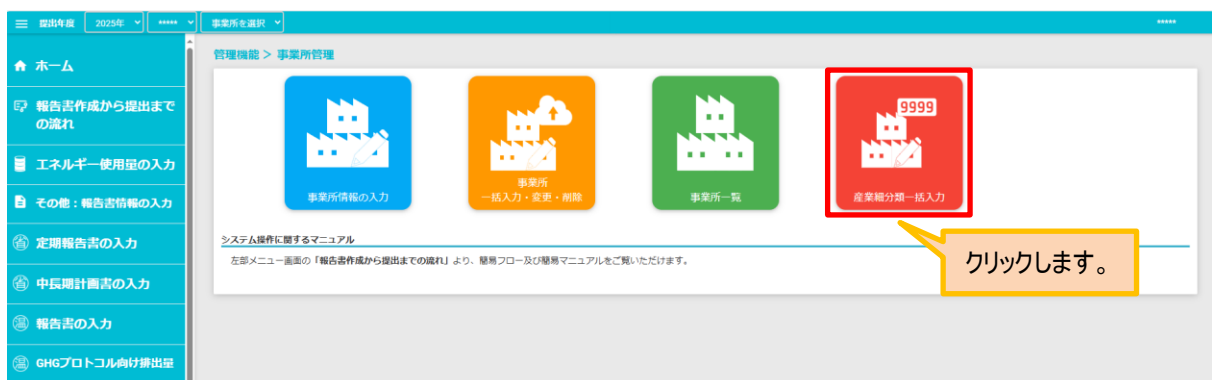 提出年度 2025年 ***** 事業所を選択 *****
ホーム
報告書作成から提出まで
の流れ
エネルギー使用量の入力
その他：報告書情報の入力
省 定期報告書の入力
省 中長期計画書の入力
温 報告書の入力
温 GHGプロトコル向け排出量
管理機能 > 事業所管理
事業所情報の入力
事業所
一括入力・変更・削除
事業所一覧
9999
産業細分類一括入力
システム操作に関するマニュアル
左部メニュー画面の「報告書作成から提出までの流れ」より、簡易フロー及び簡易マニュアルをご覧いただけます。
クリックします。